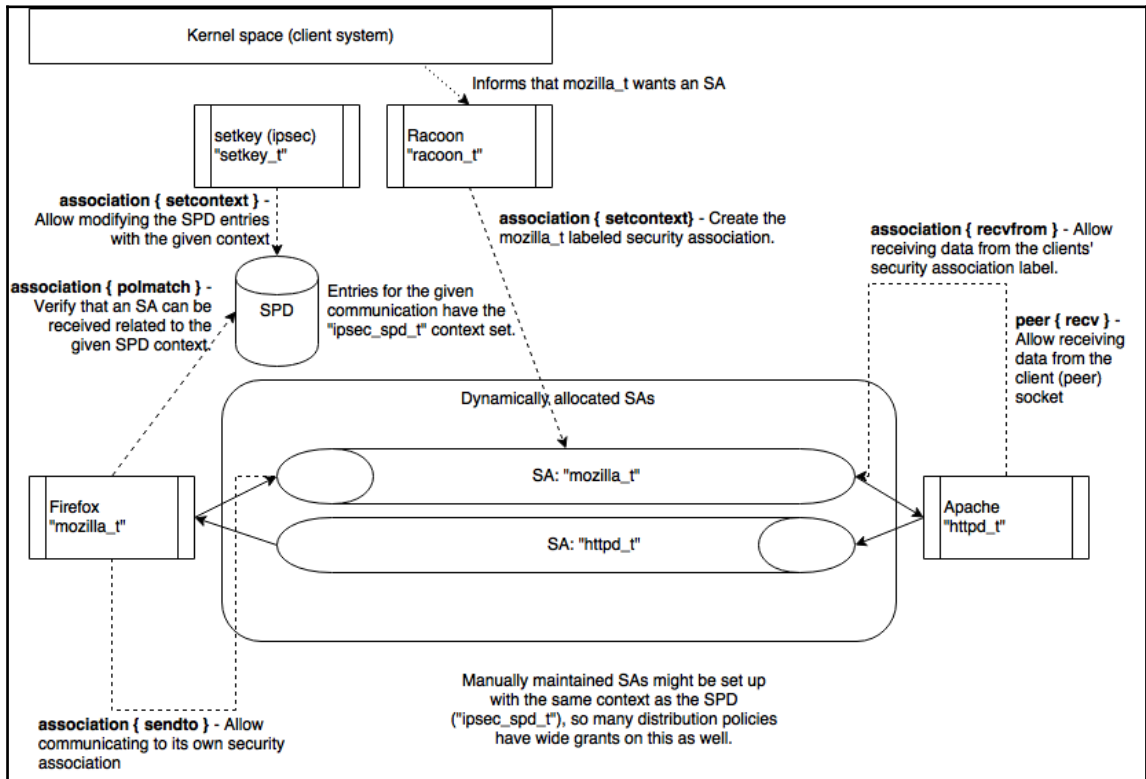 Kernel space (client system)
Informs that mozilla_t wants an SA
setkey (ipsec)
"setkey_t"
Racoon
"racoon_t"
association { setcontext } -
Allow modifying the SPD entries
with the given context
association { setcontext} - Create the
mozilla_t labeled security association.
association { recvfrom } - Allow
receiving data from the clients'
security association label.
association { polmatch } -
Verify that an SA can be
received related to the
given SPD context.
SPD
Entries for the given
communication have the
"ipsec_spd_t" context set.
peer { recv } -
Allow receiving
data from the
client (peer)
socket
Dynamically allocated SAs
SA: "mozilla_t"
Firefox
"mozilla_t"
Apache
"httpd_t"
SA: "httpd_t"
Manually maintained SAs might be set up
with the same context as the SPD
("ipsec_spd_t"), so many distribution policies
have wide grants on this as well.
association { sendto } - Allow
communicating to its own security
association